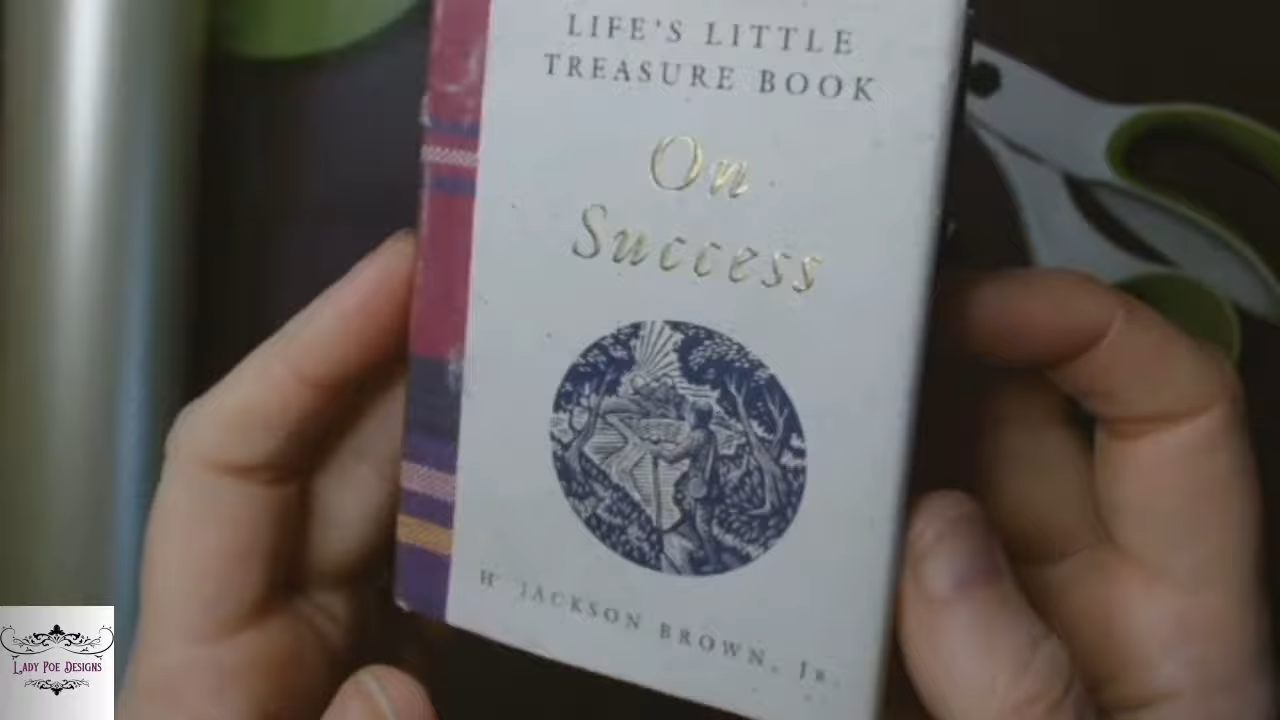 LIFE'S LITTLE
TREASURE BOOK
On
Success
H. JACKSON BROWN, JR.
LADY POE DESIGNS